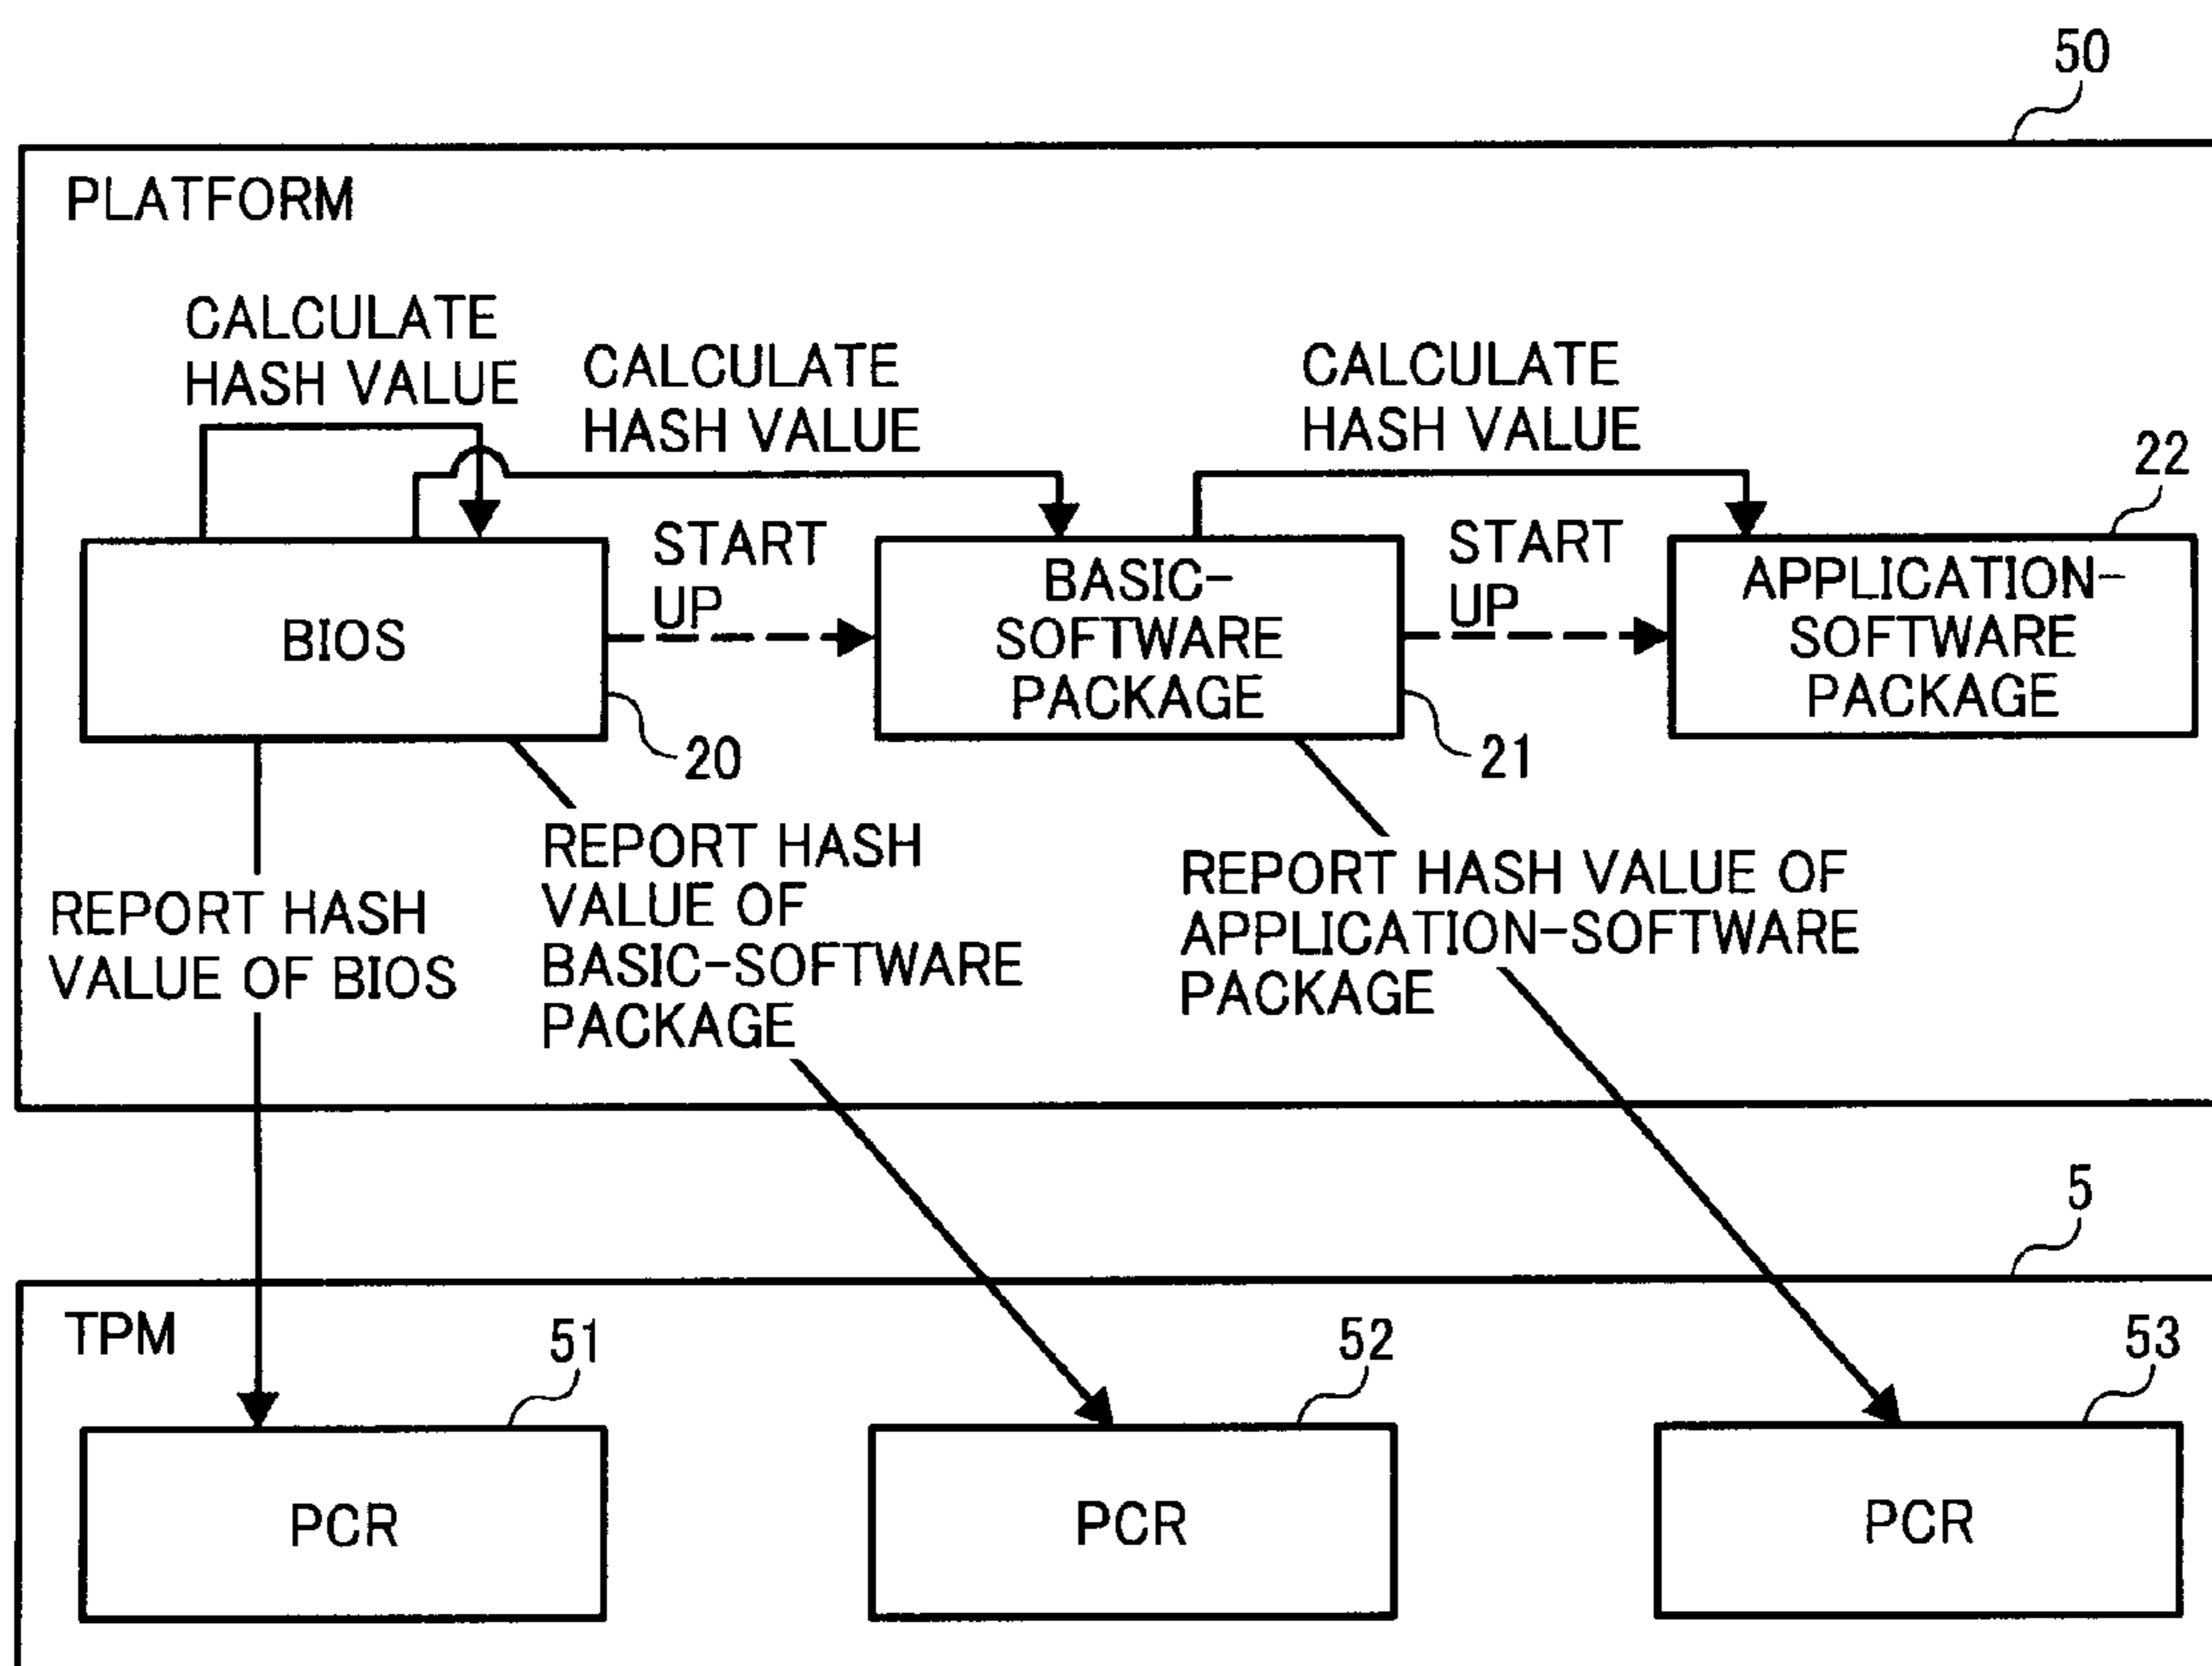 50
PLATFORM
CALCULATE
HASH VALUE
CALCULATE
HASH VALUE
CALCULATE
HASH VALUE
22
START
UP
START
UP
BIOS
BASIC-
SOFTWARE
PACKAGE
APPLICATION-
SOFTWARE
PACKAGE
20
21
REPORT HASH
VALUE OF BIOS
REPORT HASH
VALUE OF
BASIC-SOFTWARE
PACKAGE
REPORT HASH VALUE OF
APPLICATION-SOFTWARE
PACKAGE
5
TPM
51
52
53
PCR
PCR
PCR